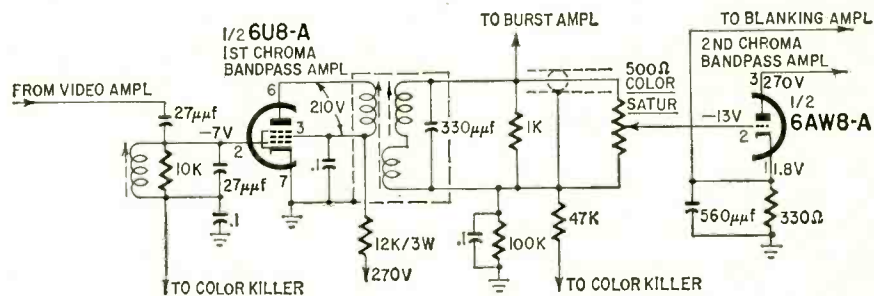 1/2 6U8-A
1ST CHROMA
BANDPASS AMPL
FROM VIDEO AMPL
27µµf
-7V
2
6
3
7
210V
10K
27µµf
.1
.1
TO COLOR KILLER
12K/3W
270V
330µµf
TO BURST AMPL
1K
500Ω
COLOR
SATUR
.1
100K
47K
TO COLOR KILLER
TO BLANKING AMPL
2ND CHROMA
BANDPASS AMPL
3
270V
1/2
6AW8-A
-13V
2
1
1.8V
560µµf
330Ω